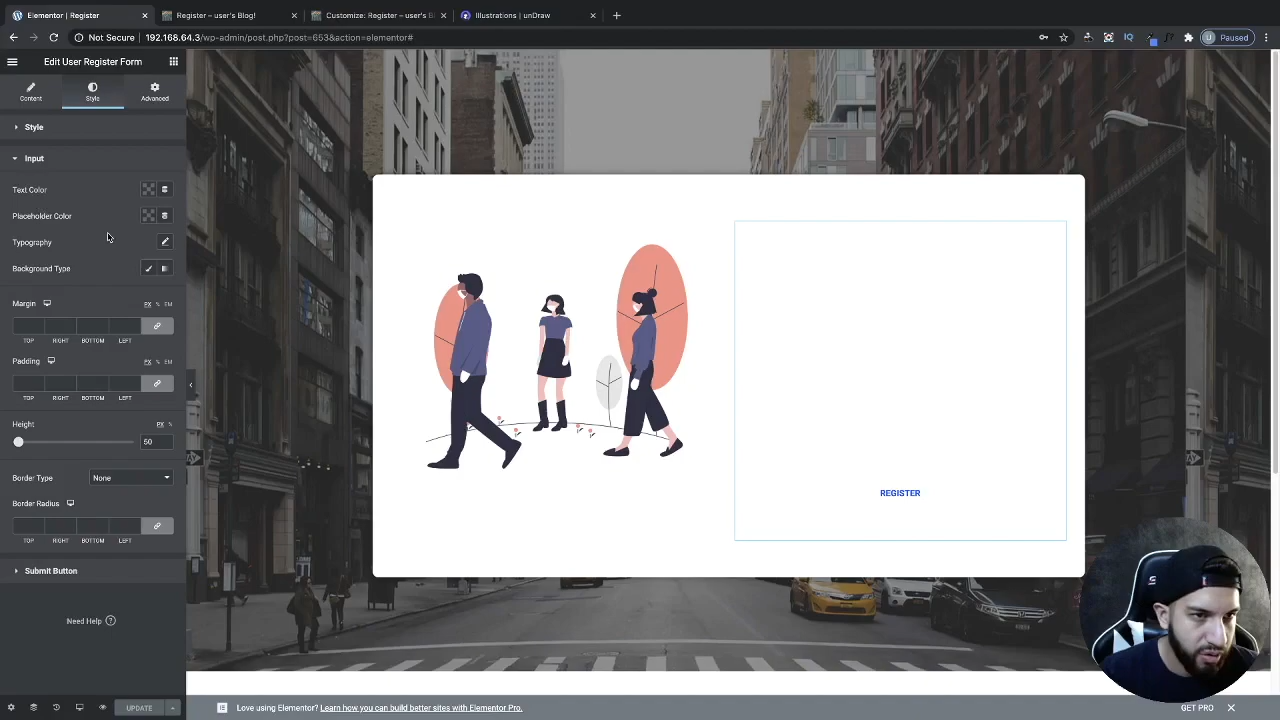 Elementor | Register
Register – user's Blog!
Customize: Register – user's Bl
Illustrations | unDraw
Not Secure
192.168.64.3/wp-admin/post.php?post=653&action=elementor#
IQ
Paused
Edit User Register Form
Content
Style
Advanced
Style
Input
Text Color
Placeholder Color
Typography
Background Type
Margin
PX % EM
TOP RIGHT BOTTOM LEFT
Padding
PX % EM
TOP RIGHT BOTTOM LEFT
Height
PX %
50
Border Type
None
Border Radius
TOP RIGHT BOTTOM LEFT
Submit Button
Need Help
REGISTER
UPDATE
Love using Elementor? Learn how you can build better sites with Elementor Pro.
GET PRO